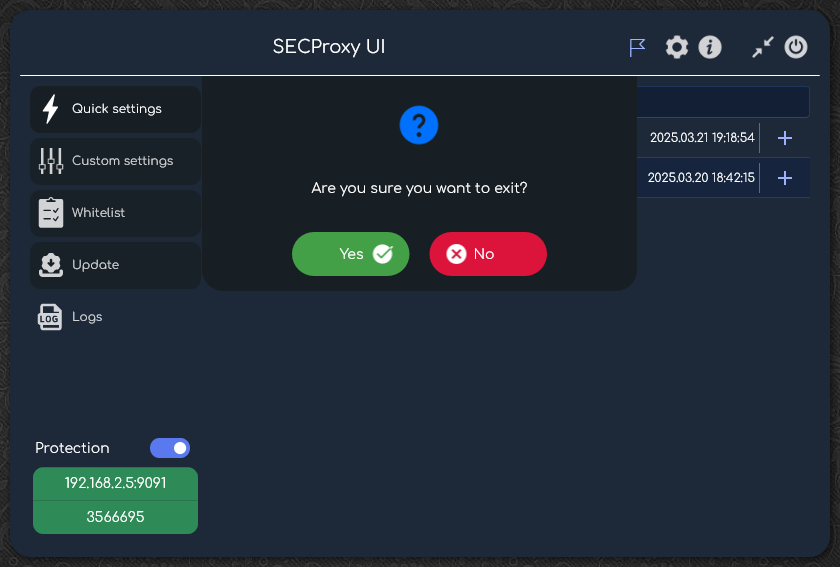 SECProxy UI
Quick settings
Custom settings
Whitelist
Update
LOG
Logs
Are you sure you want to exit?
Yes
No
2025.03.21 19:18:54
2025.03.20 18:42:15
Protection
192.168.2.5:9091
3566695